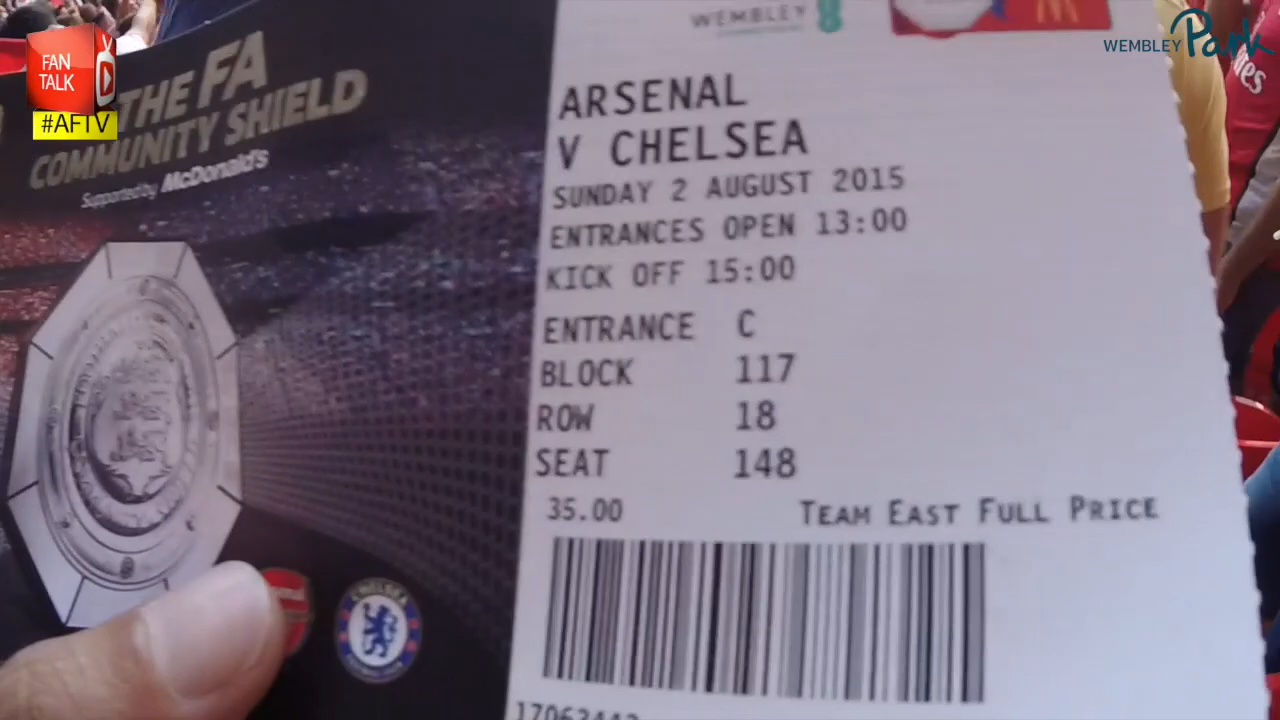 FAN
TALK
#AFTV
THE FA
COMMUNITY SHIELD
Supported by McDonald's
WEMBLEY
WEMBLEY Park
ARSENAL
V CHELSEA
SUNDAY 2 AUGUST 2015
ENTRANCES OPEN 13:00
KICK OFF 15:00
ENTRANCE C
BLOCK 117
ROW 18
SEAT 148
35.00 TEAM EAST FULL PRICE
CHELSEA